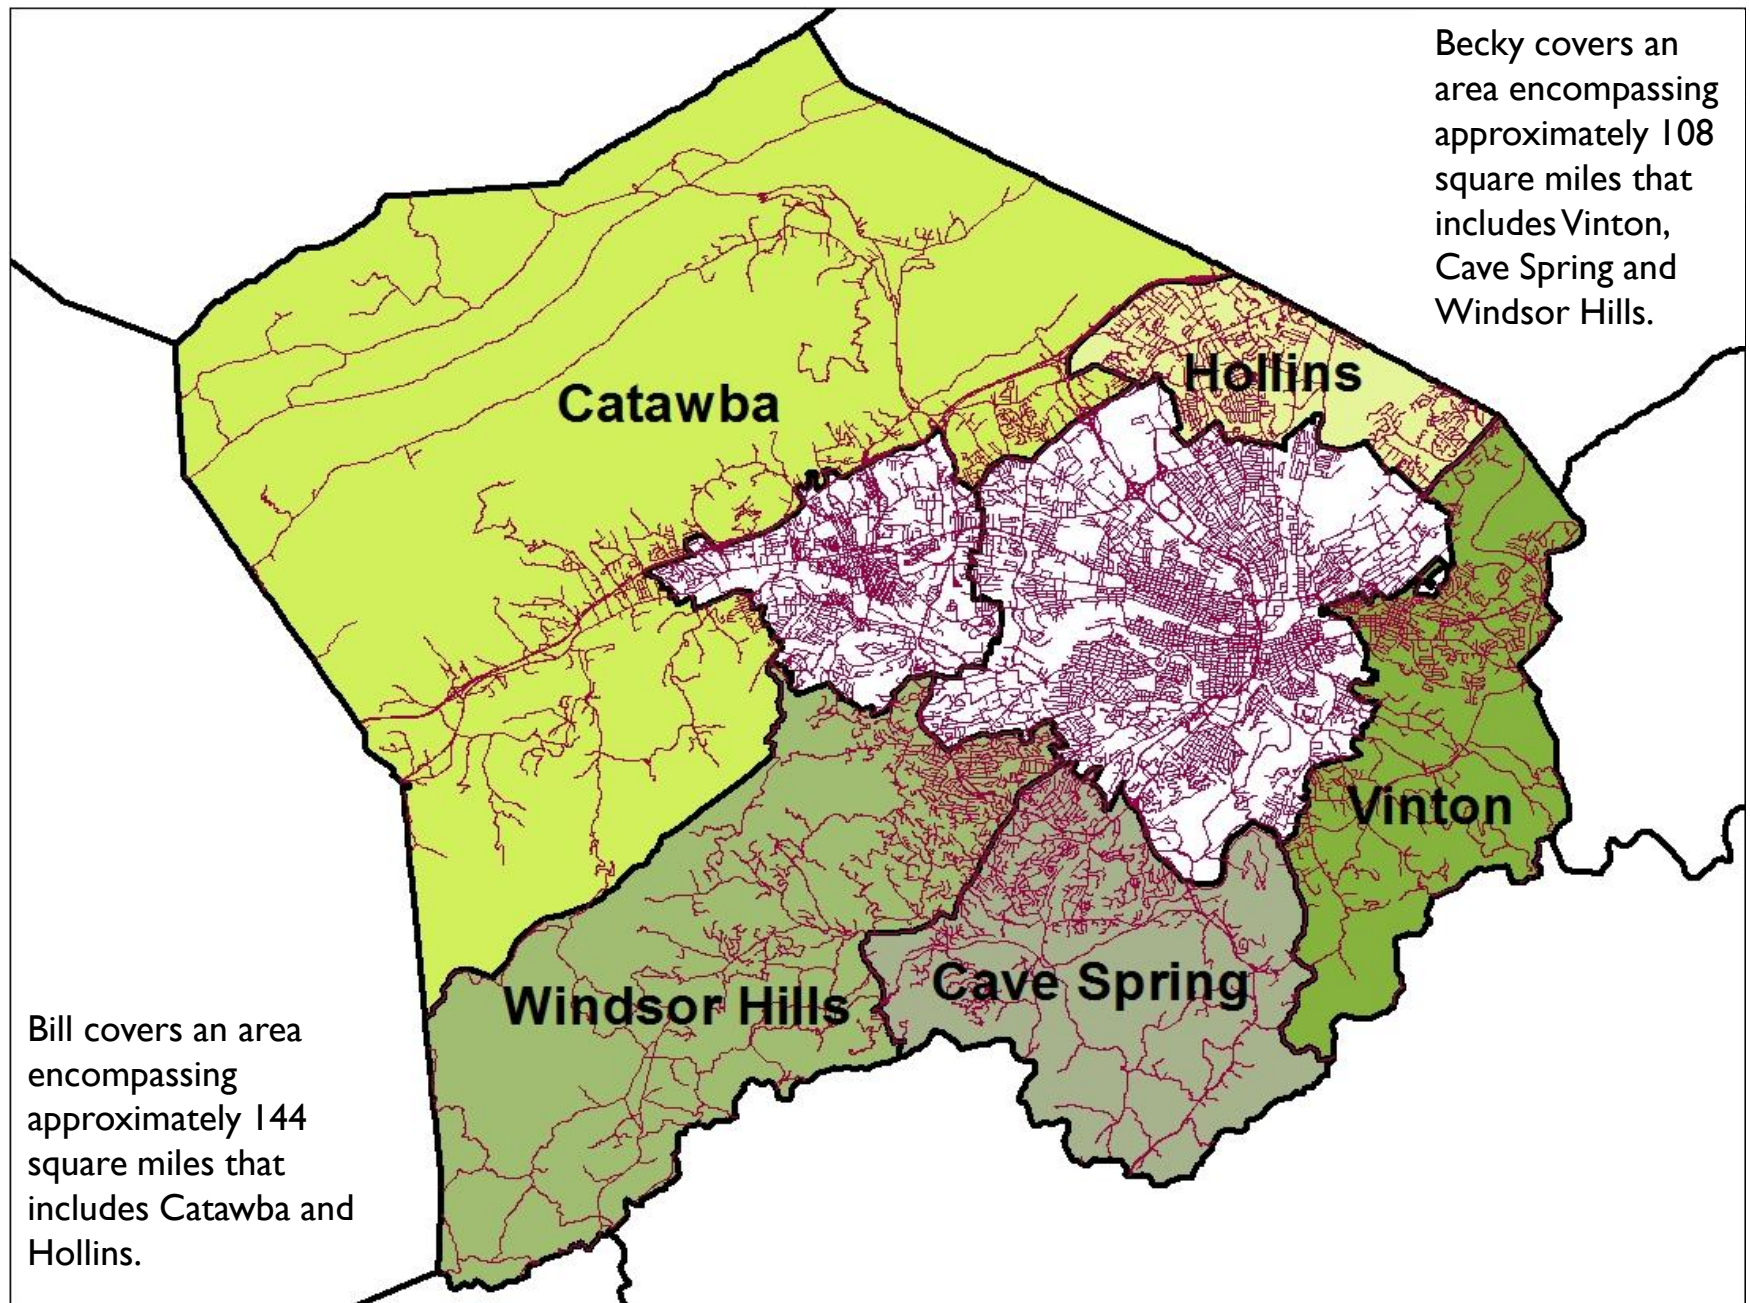 Becky covers an
area encompassing
approximately 108
square miles that
includes Vinton,
Cave Spring and
Windsor Hills.
Hollins
Catawba
Vinton
Cave Spring
Windsor Hills
Bill covers an area
encompassing
approximately 144
square miles that
includes Catawba and
Hollins.